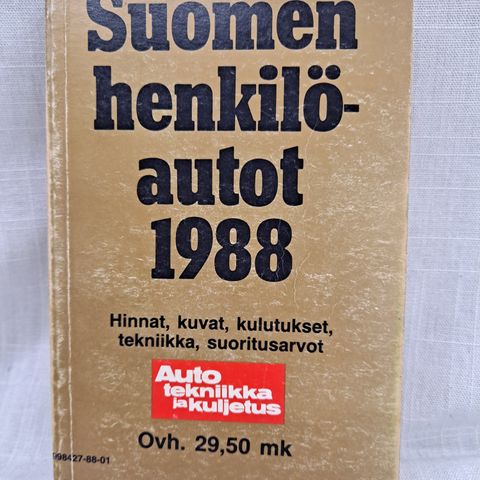 Suomen
henkilö-
autot
1988
Hinnat, kuvat, kulutukset,
tekniikka, suoritusarvot
Auto
tekniikka
ja kuljetus
Ovh. 29,50 mk
998427-88-01